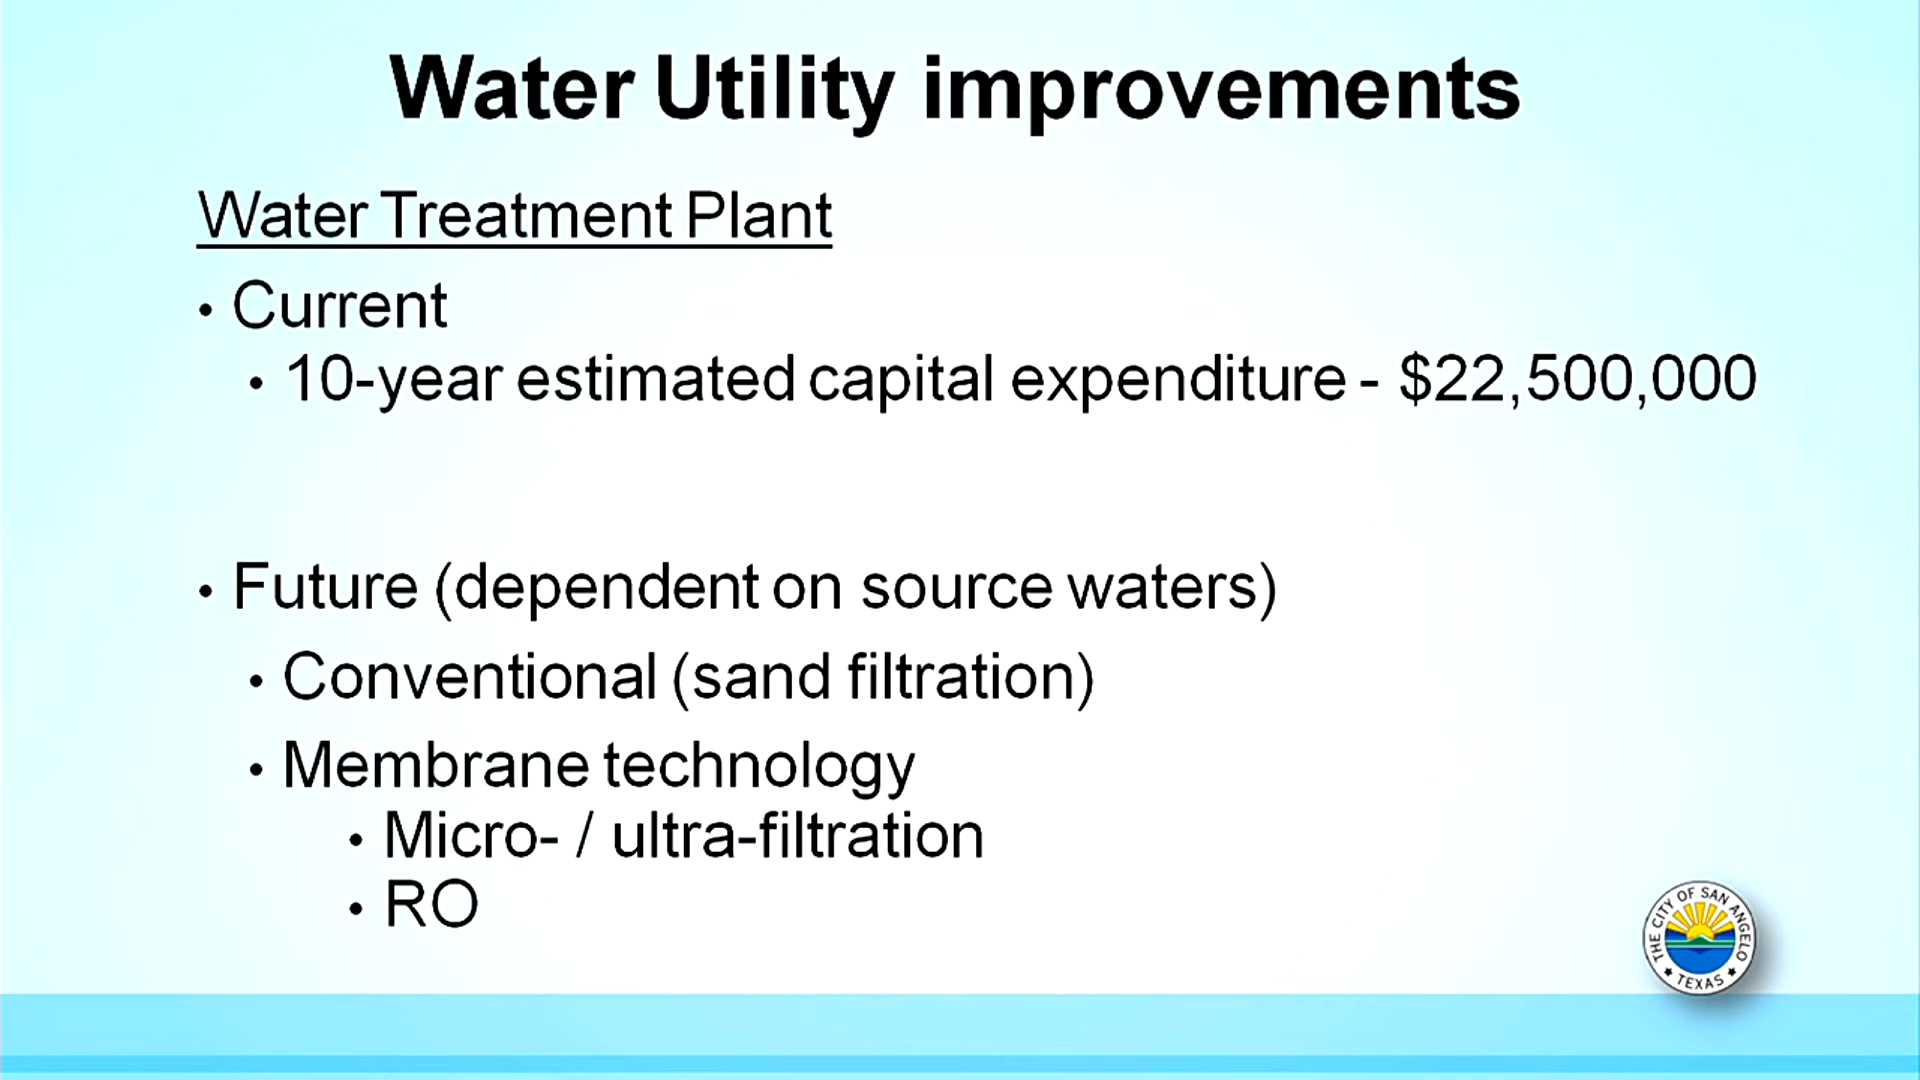 Water Utility improvements
Water Treatment Plant
• Current
• 10-year estimated capital expenditure - $22,500,000
• Future (dependent on source waters)
• Conventional (sand filtration)
• Membrane technology
• Micro- / ultra-filtration
• RO
THE CITY OF SAN ANGELO
TEXAS